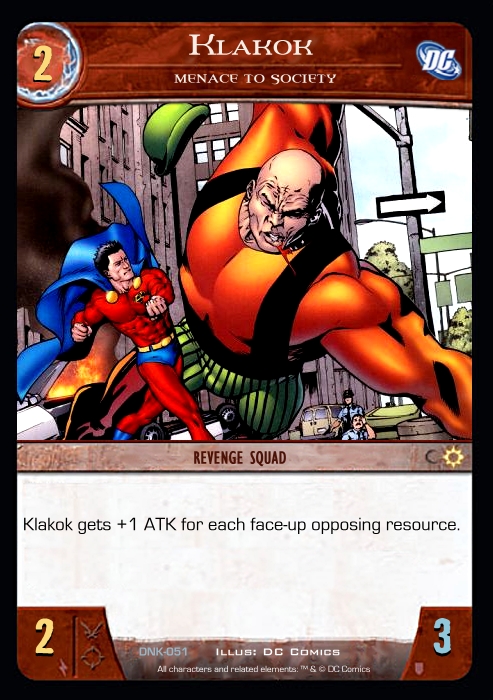 2
KLAKOK
DC
MENACE TO SOCIETY
REVENGE SQUAD
C
Klakok gets +1 ATK for each face-up opposing resource.
2
3
DNK-051 ILLUS: DC COMICS
All characters and related elements: ™ & © DC Comics